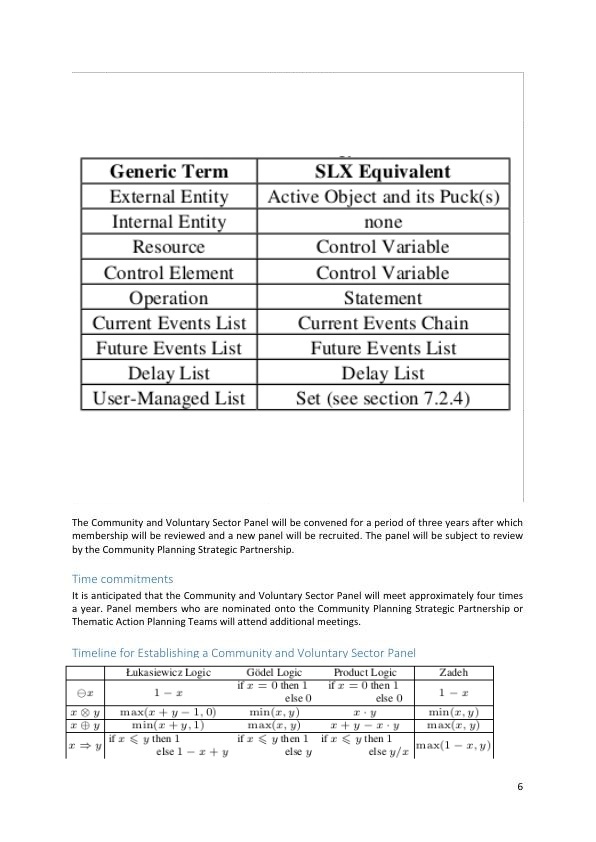 Generic Term SLX Equivalent
External Entity Active Object and its Puck(s)
Internal Entity none
Resource Control Variable
Control Element Control Variable
Operation Statement
Current Events List Current Events Chain
Future Events List Future Events List
Delay List Delay List
User-Managed List Set (see section 7.2.4)
The Community and Voluntary Sector Panel will be convened for a period of three years after which
membership will be reviewed and a new panel will be recruited. The panel will be subject to review
by the Community Planning Strategic Partnership.
Time commitments
It is anticipated that the Community and Voluntary Sector Panel will meet approximately four times
a year. Panel members who are nominated onto the Community Planning Strategic Partnership or
Thematic Action Planning Teams will attend additional meetings.
Timeline for Establishing a Community and Voluntary Sector Panel
Łukasiewicz Logic Gödel Logic Product Logic Zadeh
⊖x 1 − x if x = 0 then 1 else 0 if x = 0 then 1 else 0 1 − x
x ⊗ y max(x + y − 1, 0) min(x, y) x · y min(x, y)
x ⊕ y min(x + y, 1) max(x, y) x + y − x · y max(x, y)
x ⇒ y if x ⩽ y then 1 else 1 − x + y if x ⩽ y then 1 else y if x ⩽ y then 1 else y/x max(1 − x, y)
6